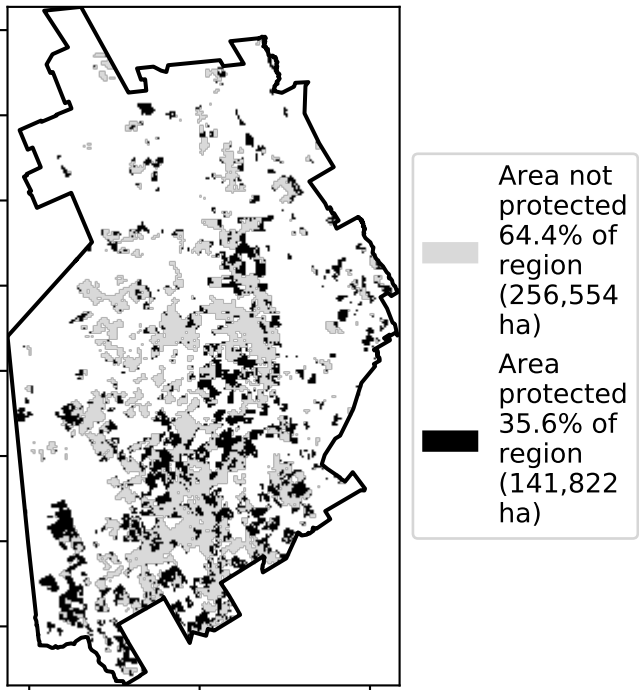 Area not
protected
64.4% of
region
(256,554
ha)
Area
protected
35.6% of
region
(141,822
ha)